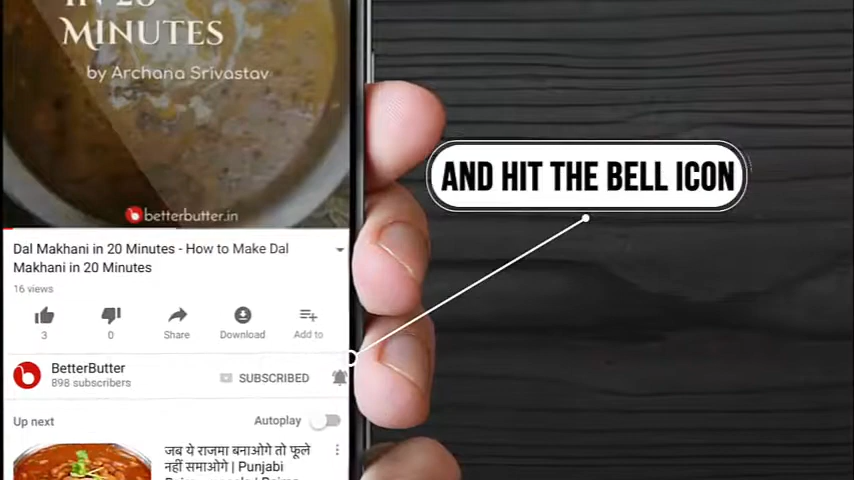 IN 20
MINUTES
by Archana Srivastav
betterbutter.in
AND HIT THE BELL ICON
Dal Makhani in 20 Minutes - How to Make Dal
Makhani in 20 Minutes
16 views
3
0
Share
Download
Add to
BetterButter
898 subscribers
SUBSCRIBED
Up next
Autoplay
जब ये राजमा बनाओगे तो फूले
नहीं समाओगे | Punjabi